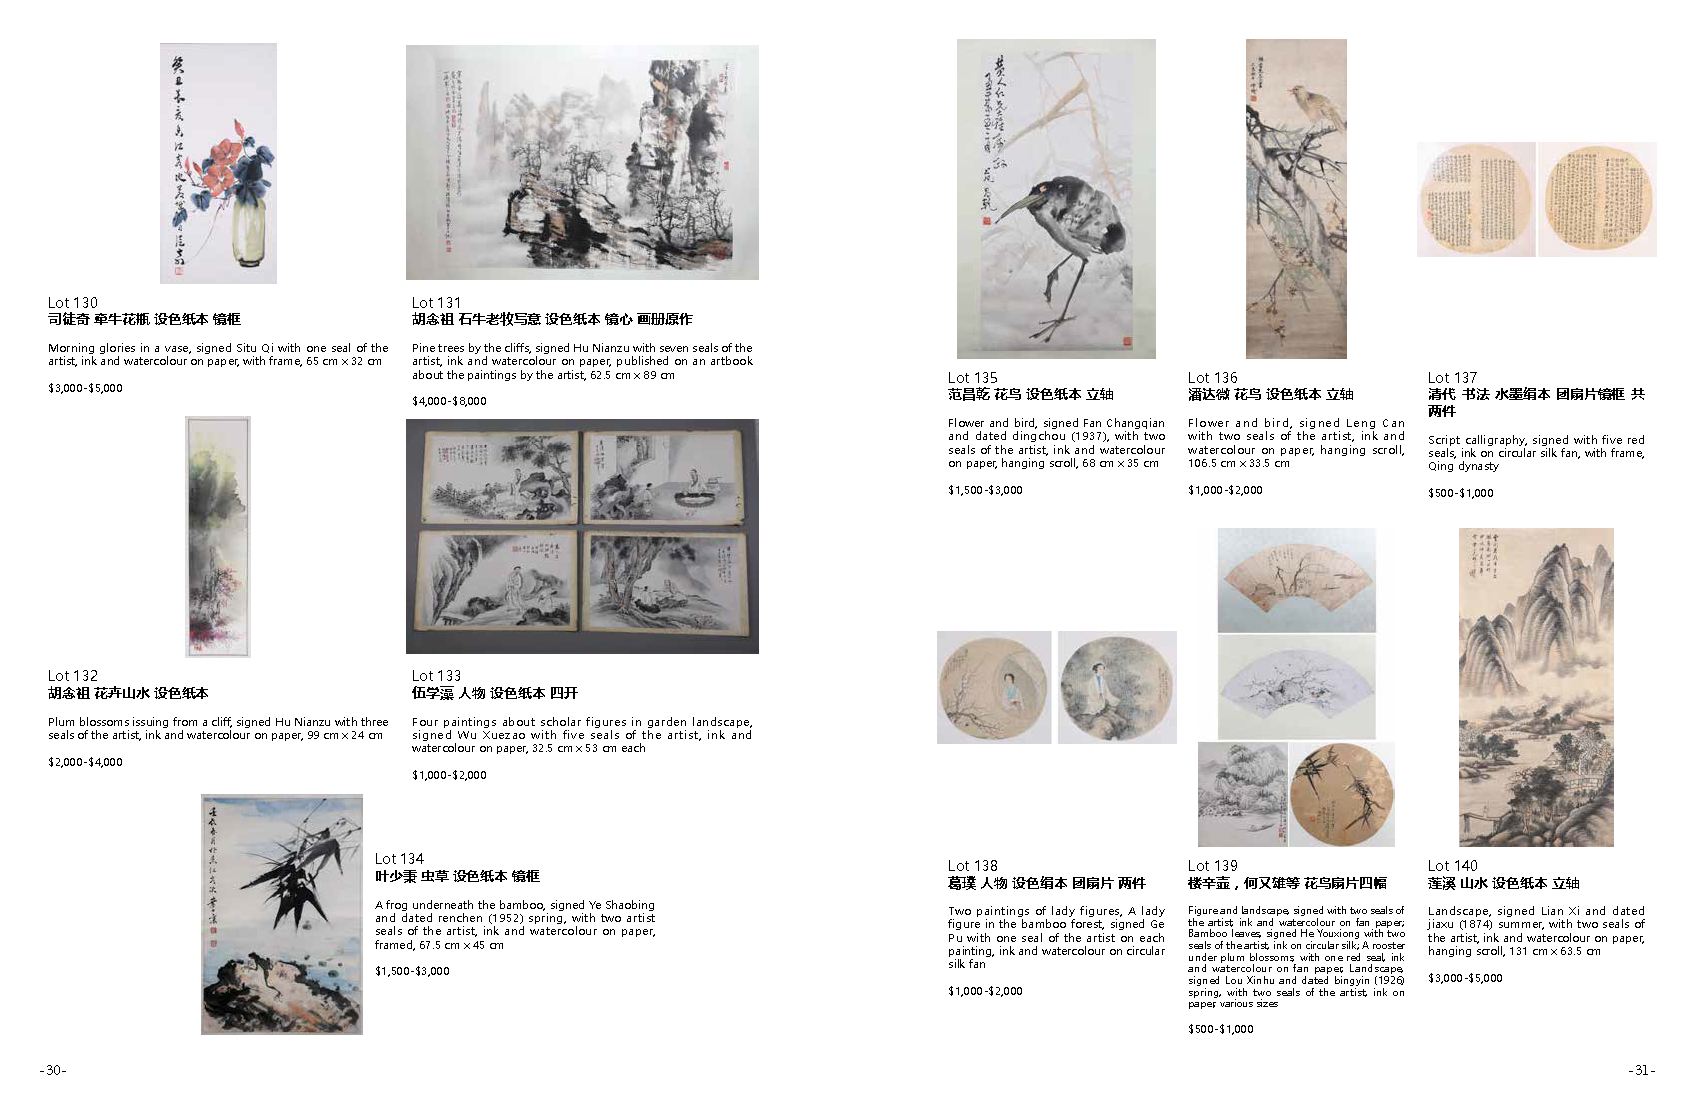 Lot 130
司徒奇 牵牛花瓶 设色纸本 镜框
Morning glories in a vase, signed Situ Qi with one seal of the
artist, ink and watercolour on paper, with frame, 65 cm x 32 cm
$3,000-$5,000
Lot 131
胡念祖 石牛老牧写意 设色纸本 镜心 画册原作
Pine trees by the cliffs, signed Hu Nianzu with seven seals of the
artist, ink and watercolour on paper, published on an artbook
about the paintings by the artist, 62.5 cm x 89 cm
$4,000-$8,000
Lot 132
胡念祖 花卉山水 设色纸本
Plum blossoms issuing from a cliff, signed Hu Nianzu with three
seals of the artist, ink and watercolour on paper, 99 cm x 24 cm
$2,000-$4,000
Lot 133
伍学藻 人物 设色纸本 四开
Four paintings about scholar figures in garden landscape,
signed Wu Xuezao with five seals of the artist, ink and
watercolour on paper, 32.5 cm x 53 cm each
$1,000-$2,000
Lot 134
叶少秉 虫草 设色纸本 镜框
A frog underneath the bamboo, signed Ye Shaobing
and dated renchen (1952) spring, with two artist
seals of the artist, ink and watercolour on paper,
framed, 67.5 cm x 45 cm
$1,500-$3,000
-30-
Lot 135
范昌乾 花鸟 设色纸本 立轴
Flower and bird, signed Fan Changqian
and dated dingchou (1937), with two
seals of the artist, ink and watercolour
on paper, hanging scroll, 68 cm x 35 cm
$1,500-$3,000
Lot 136
潘达微 花鸟 设色纸本 立轴
Flower and bird, signed Leng Can
with two seals of the artist, ink and
watercolour on paper, hanging scroll,
106.5 cm x 33.5 cm
$1,000-$2,000
Lot 137
清代 书法 水墨绢本 团扇片镜框 共
两件
Script calligraphy, signed with five red
seals, ink on circular silk fan, with frame,
Qing dynasty
$500-$1,000
Lot 138
葛璞 人物 设色绢本 团扇片 两件
Two paintings of lady figures, A lady
figure in the bamboo forest, signed Ge
Pu with one seal of the artist on each
painting, ink and watercolour on circular
silk fan
$1,000-$2,000
Lot 139
楼辛壶，何又雄等 花鸟扇片四幅
Figure and landscape, signed with two seals of
the artist, ink and watercolour on fan paper;
Bamboo leaves, signed He Youxiong with two
seals of the artist, ink on circular silk; A rooster
under plum blossoms, with one red seal, ink
and watercolour on fan paper; Landscape,
signed Lou Xinhu and dated bingyin (1926)
spring, with two seals of the artist, ink on
paper, various sizes
$500-$1,000
Lot 140
莲溪 山水 设色纸本 立轴
Landscape, signed Lian Xi and dated
jiaxu (1874) summer, with two seals of
the artist, ink and watercolour on paper,
hanging scroll, 131 cm x 63.5 cm
$3,000-$5,000
-31-